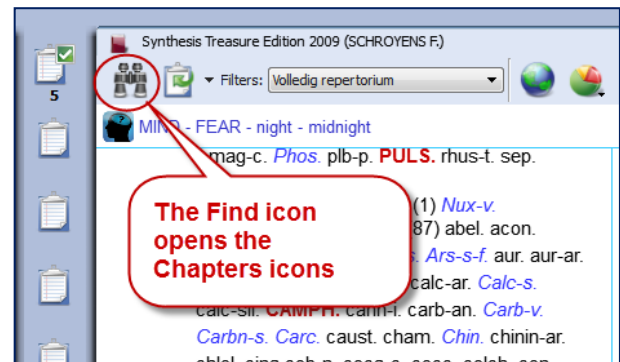 Synthesis Treasure Edition 2009 (SCHROYENS F.)
5
Filters: Volledig repertorium
MIND - FEAR - night - midnight
mag-c. Phos. plb-p. PULS. rhus-t. sep.
(1) Nux-v.
87) abel. acon.
Ars-s-f. aur. aur-ar.
calc-ar. Calc-s.
calc-sil. CAMPH. cann-i. carb-an. Carb-v.
Carbn-s. Carc. caust. cham. Chin. chinin-ar.
The Find icon
opens the
Chapters icons